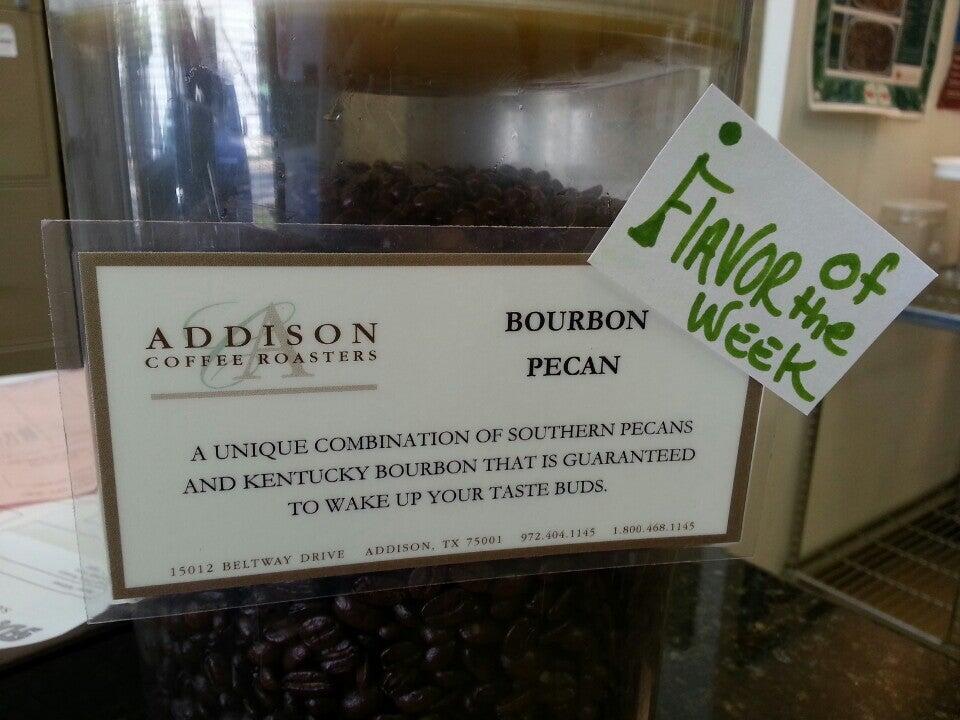 ADDISON
COFFEE ROASTERS
BOURBON
PECAN
A UNIQUE COMBINATION OF SOUTHERN PECANS
AND KENTUCKY BOURBON THAT IS GUARANTEED
TO WAKE UP YOUR TASTE BUDS.
15012 BELTWAY DRIVE ADDISON, TX 75001 972.404.1145 1.800.468.1145
FlAVOR of
the
WEEK